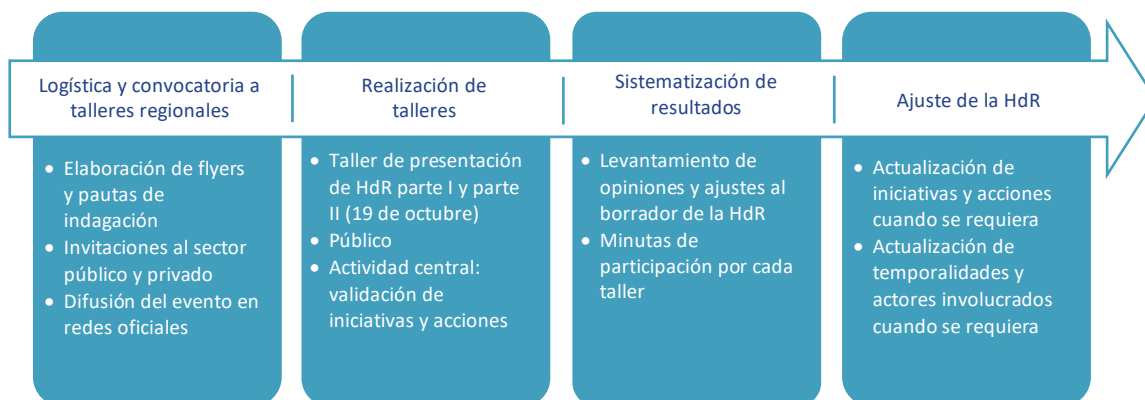 Logística y convocatoria a
talleres regionales
Realización de
talleres
Sistematización de
resultados
Ajuste de la HdR
• Elaboración de flyers
y pautas de
indagación
• Invitaciones al sector
público y privado
• Difusión del evento en
redes oficiales
• Taller de presentación
de HdR parte I y parte
II (19 de octubre)
• Público
• Actividad central:
validación de
iniciativas y acciones
• Levantamiento de
opiniones y ajustes al
borrador de la HdR
• Minutas de
participación por cada
taller
• Actualización de
iniciativas y acciones
cuando se requiera
• Actualización de
temporalidades y
actores involucrados
cuando se requiera